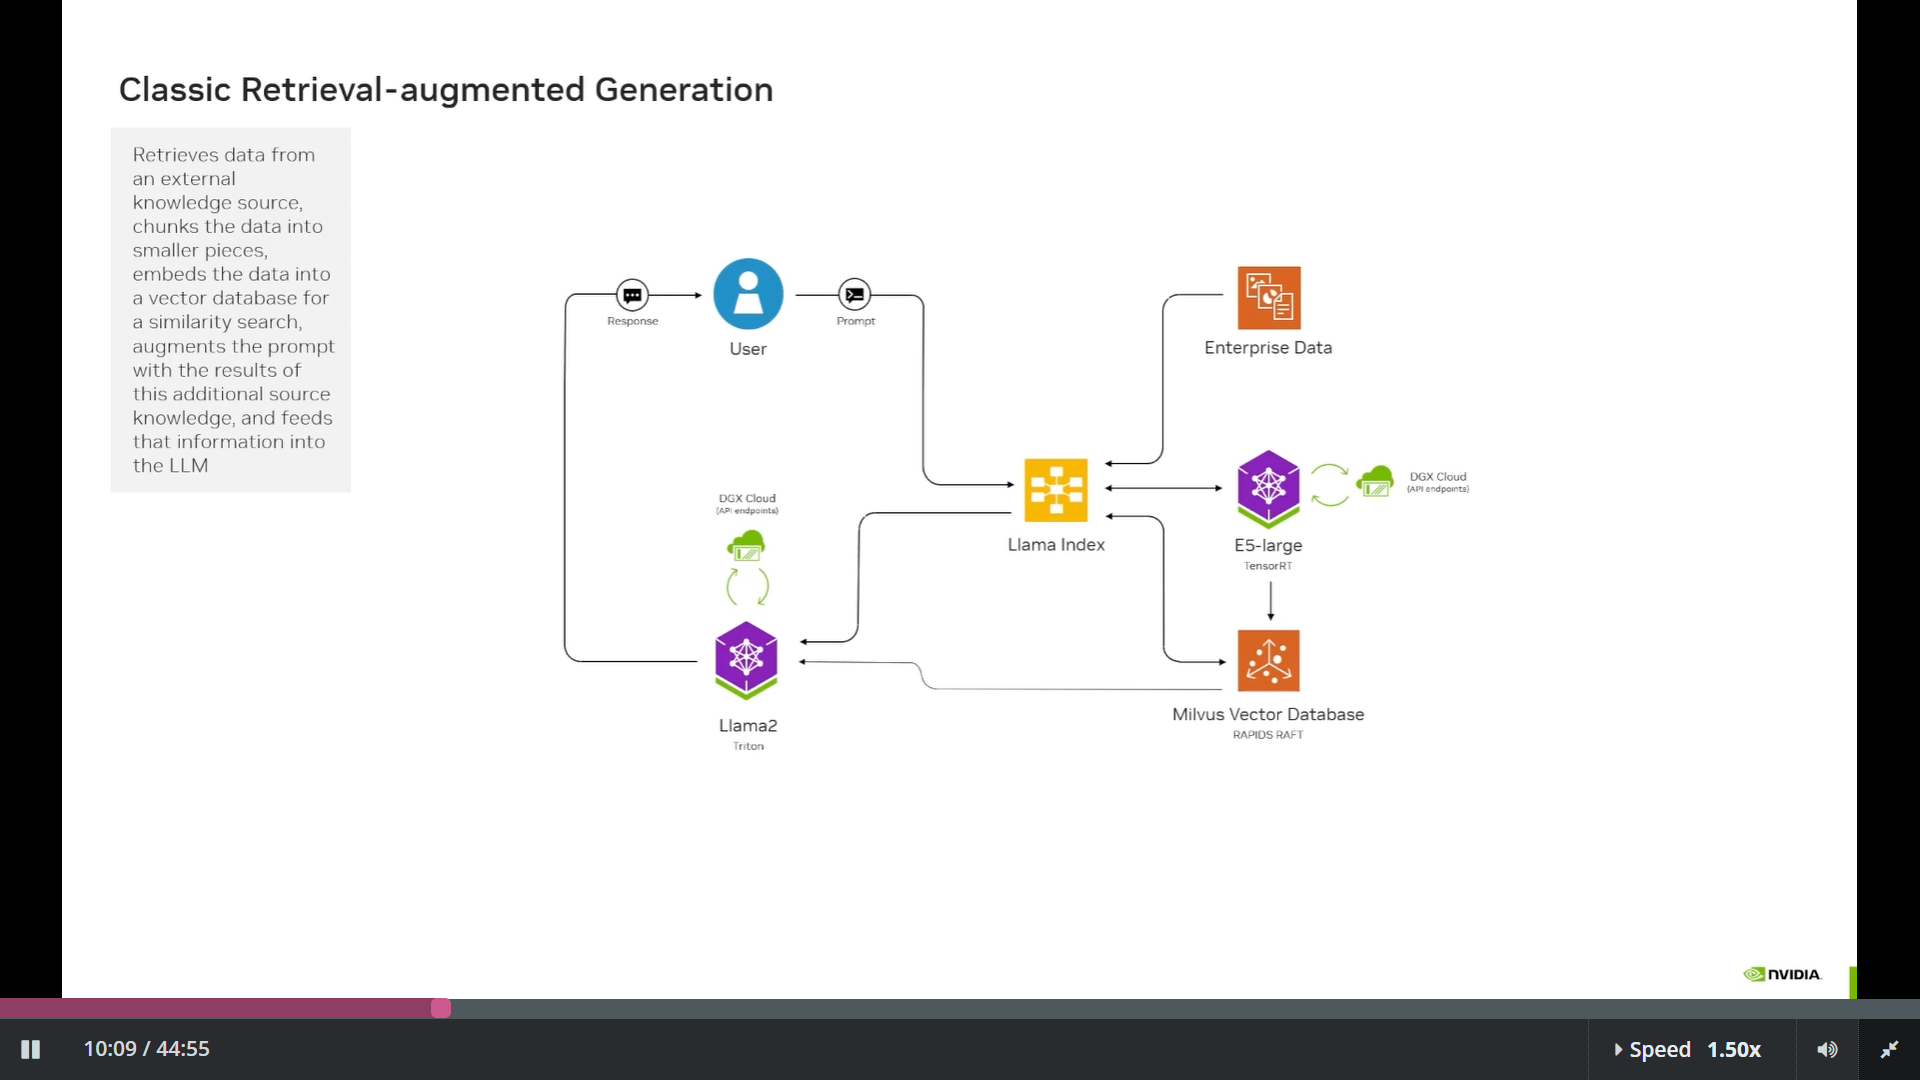 Classic Retrieval-augmented Generation
Retrieves data from
an external
knowledge source,
chunks the data into
smaller pieces,
embeds the data into
a vector database for
a similarity search,
augments the prompt
with the results of
this additional source
knowledge, and feeds
that information into
the LLM
Response
User
Prompt
Enterprise Data
DGX Cloud
(API endpoints)
Llama Index
E5-large
TensorRT
DGX Cloud
(API endpoints)
Llama2
Triton
Milvus Vector Database
RAPIDS RAFT
NVIDIA.
10:09 / 44:55
Speed 1.50x